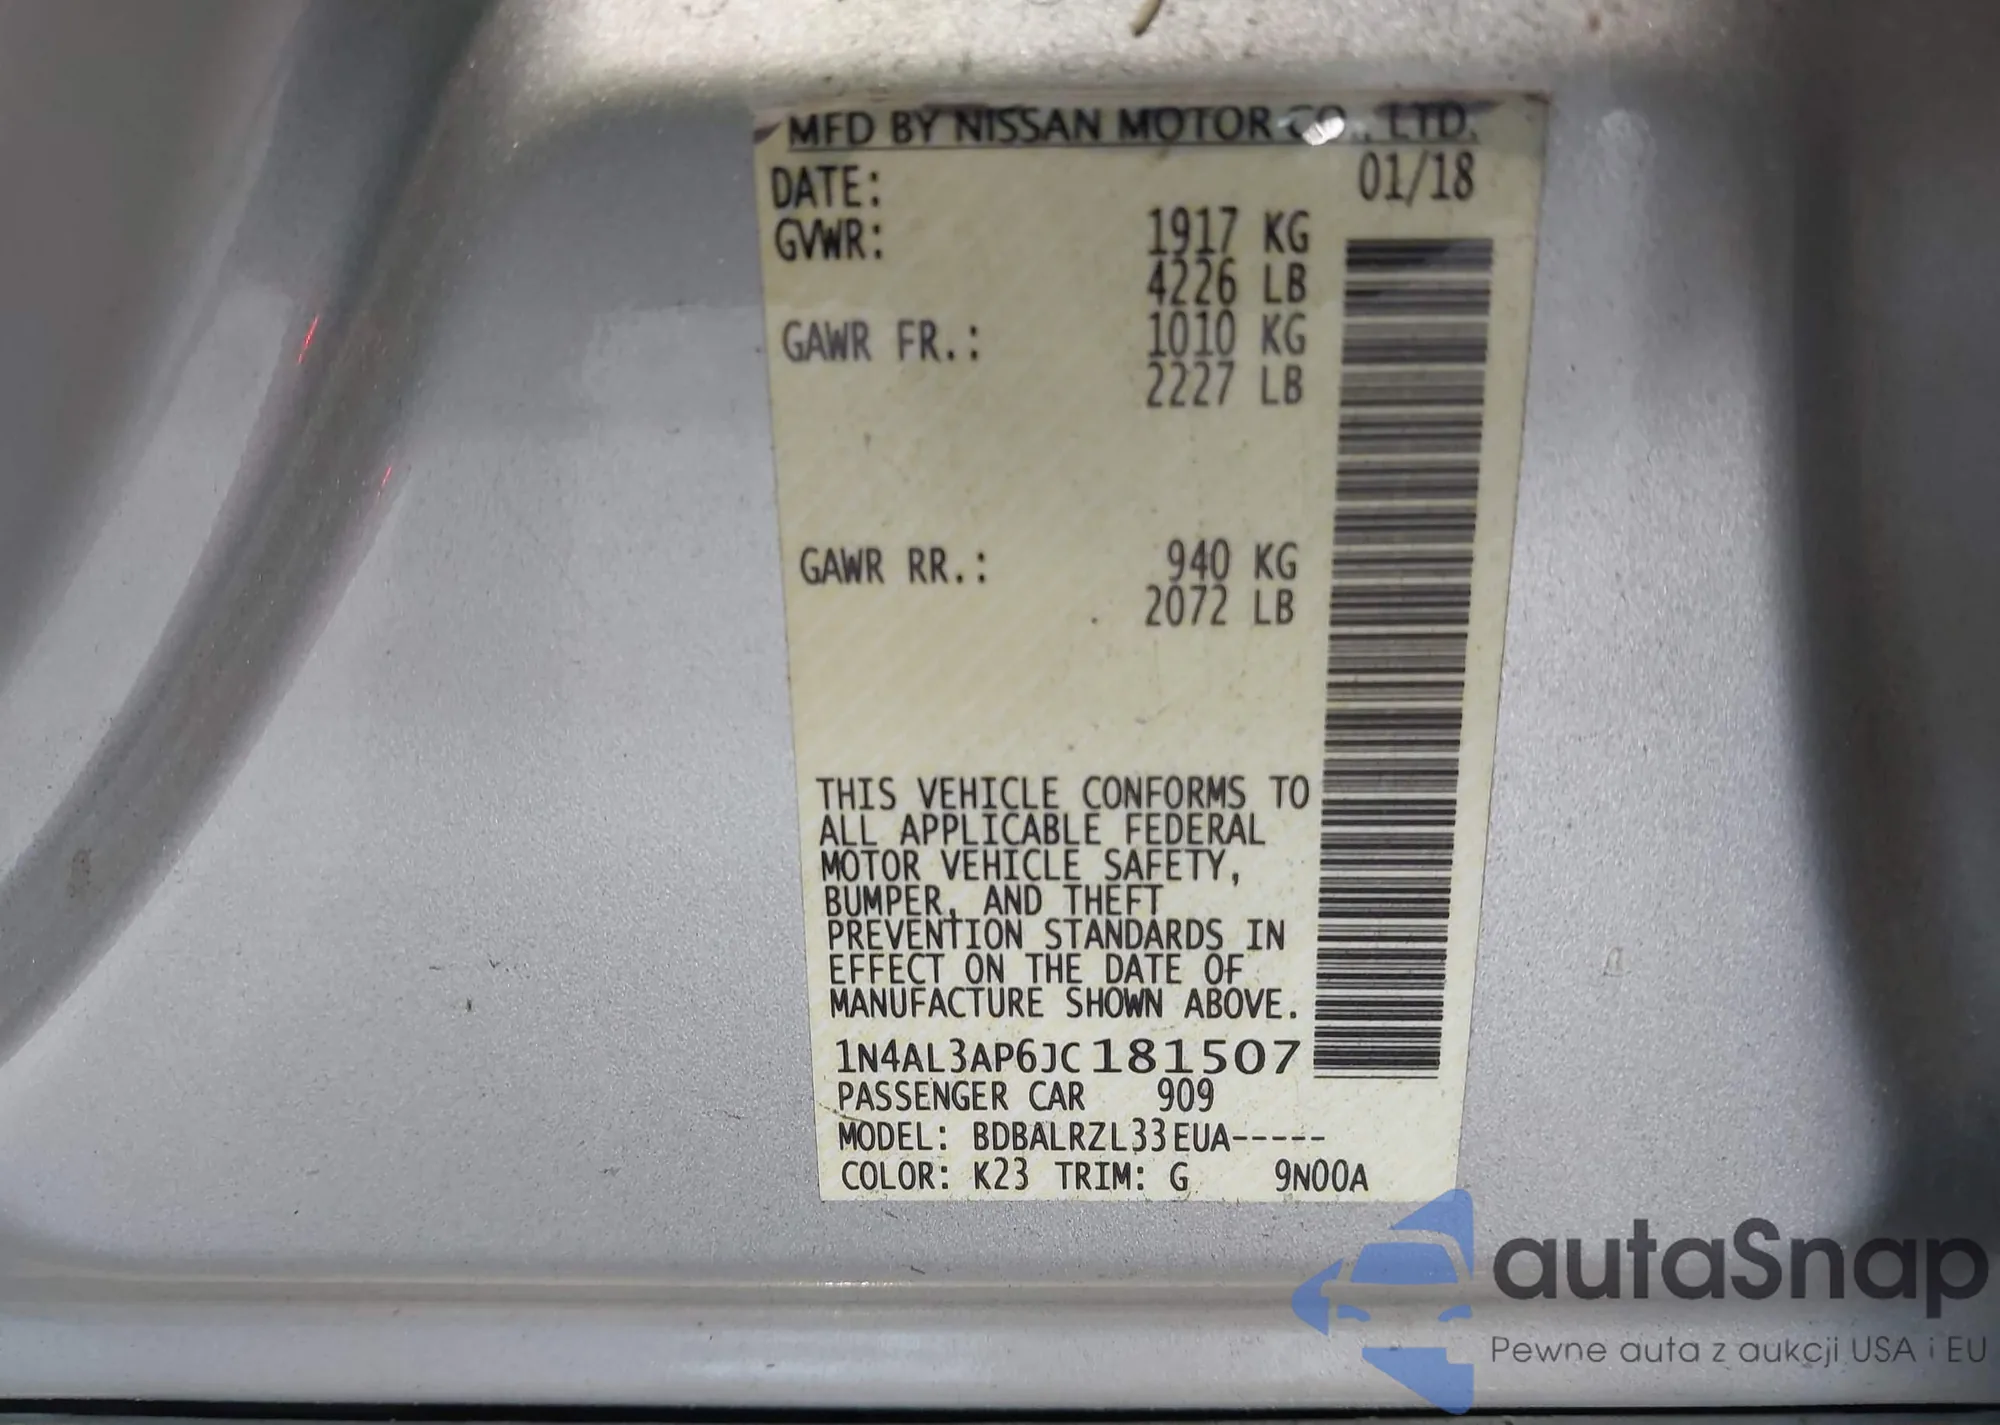 MFD BY NISSAN MOTOR CO., LTD.
DATE: 01/18
GVWR: 1917 KG
4226 LB
GAWR FR.: 1010 KG
2227 LB
GAWR RR.: 940 KG
2072 LB
THIS VEHICLE CONFORMS TO
ALL APPLICABLE FEDERAL
MOTOR VEHICLE SAFETY,
BUMPER, AND THEFT
PREVENTION STANDARDS IN
EFFECT ON THE DATE OF
MANUFACTURE SHOWN ABOVE.
1N4AL3AP6JC181507
PASSENGER CAR 909
MODEL: BDBALRZL33EUA-----
COLOR: K23 TRIM: G 9N00A
autaSnap
Pewne auta z aukcji USA i EU